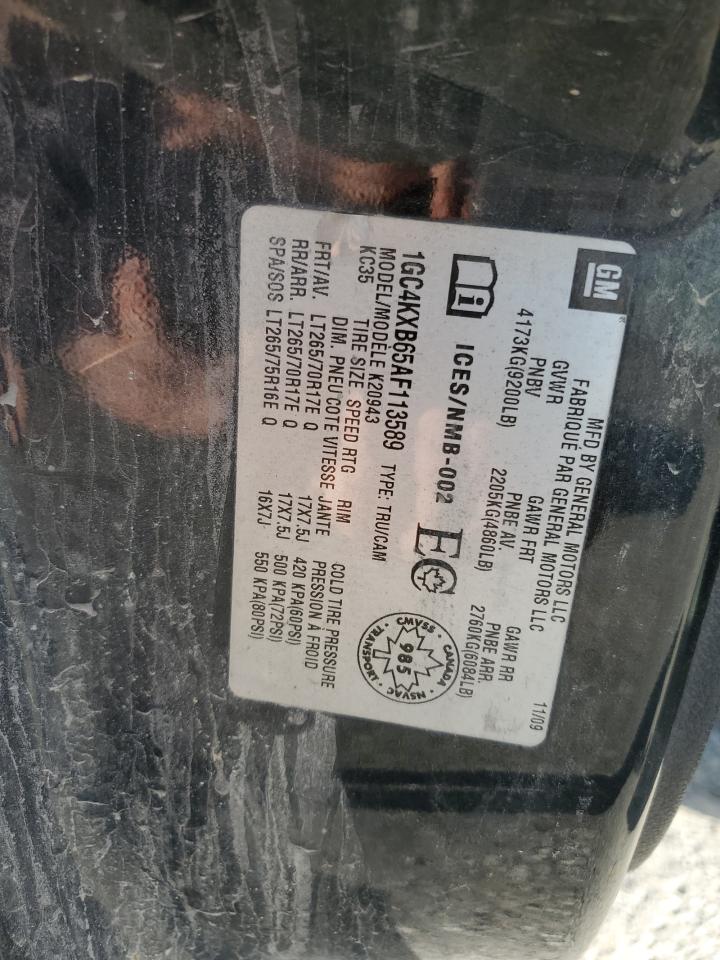 GM
MFD BY GENERAL MOTORS LLC
FABRIQUÉ PAR GENERAL MOTORS LLC
11/09
GVWR GAWR FRT GAWR RR
PNBV PNBE AV. PNBE ARR.
4173KG(9200LB) 2205KG(4860LB) 2760KG(6084LB)
ICES/NMB-002 EC
CANADA CMVSS 985 NSVAC TRANSPORT
1GC4KXB65AF113589 TYPE: TRU/CAM
MODEL/MODÈLE K20943
KC35 TIRE SIZE SPEED RTG RIM COLD TIRE PRESSURE
DIM. PNEU COTE VITESSE JANTE PRESSION À FROID
FRT/AV. LT265/70R17E Q 17X7.5J 420 KPA(60PSI)
RR/ARR. LT265/70R17E Q 17X7.5J 500 KPA(72PSI)
SPA/SOS LT265/75R16E Q 16X7J 550 KPA(80PSI)